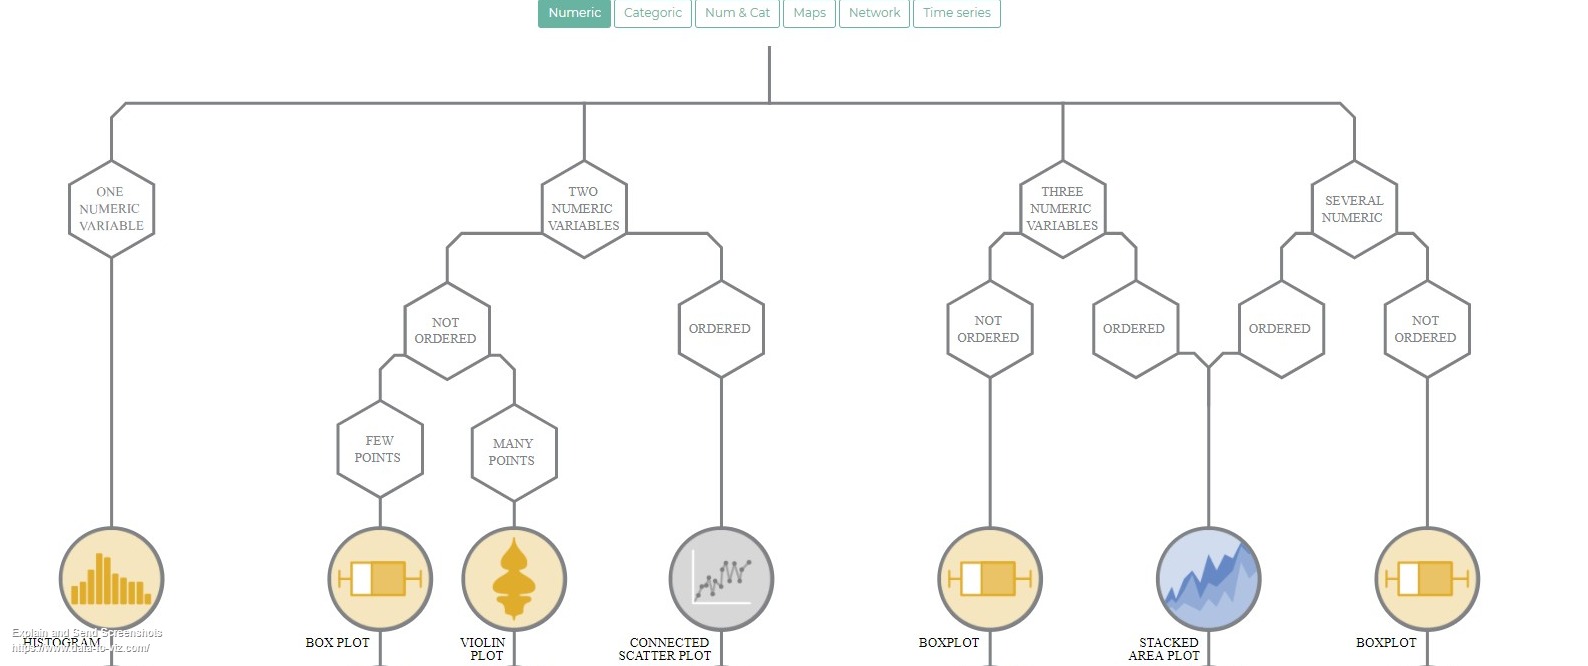 Numeric
Categoric
Num & Cat
Maps
Network
Time series
ONE
NUMERIC
VARIABLE
TWO
NUMERIC
VARIABLES
THREE
NUMERIC
VARIABLES
SEVERAL
NUMERIC
NOT
ORDERED
ORDERED
NOT
ORDERED
ORDERED
ORDERED
NOT
ORDERED
FEW
POINTS
MANY
POINTS
HISTOGRAM
BOX PLOT
VIOLIN
PLOT
CONNECTED
SCATTER PLOT
BOXPLOT
STACKED
AREA PLOT
BOXPLOT
Explain and Send Screenshots
https://www.data-to-viz.com/